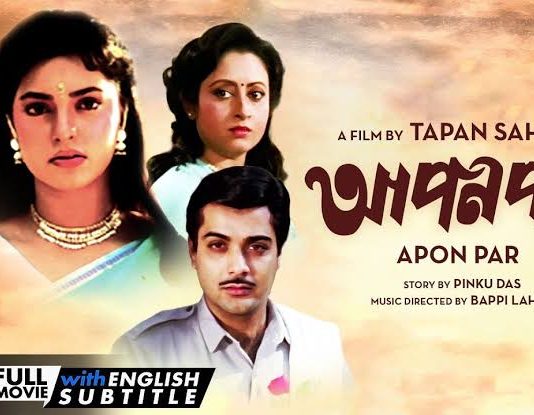 A FILM BY TAPAN SAH
আপন প
APON PAR
STORY BY PINKU DAS
MUSIC DIRECTED BY BAPPI LAH
FULL
MOVIE
with ENGLISH
SUBTITLE